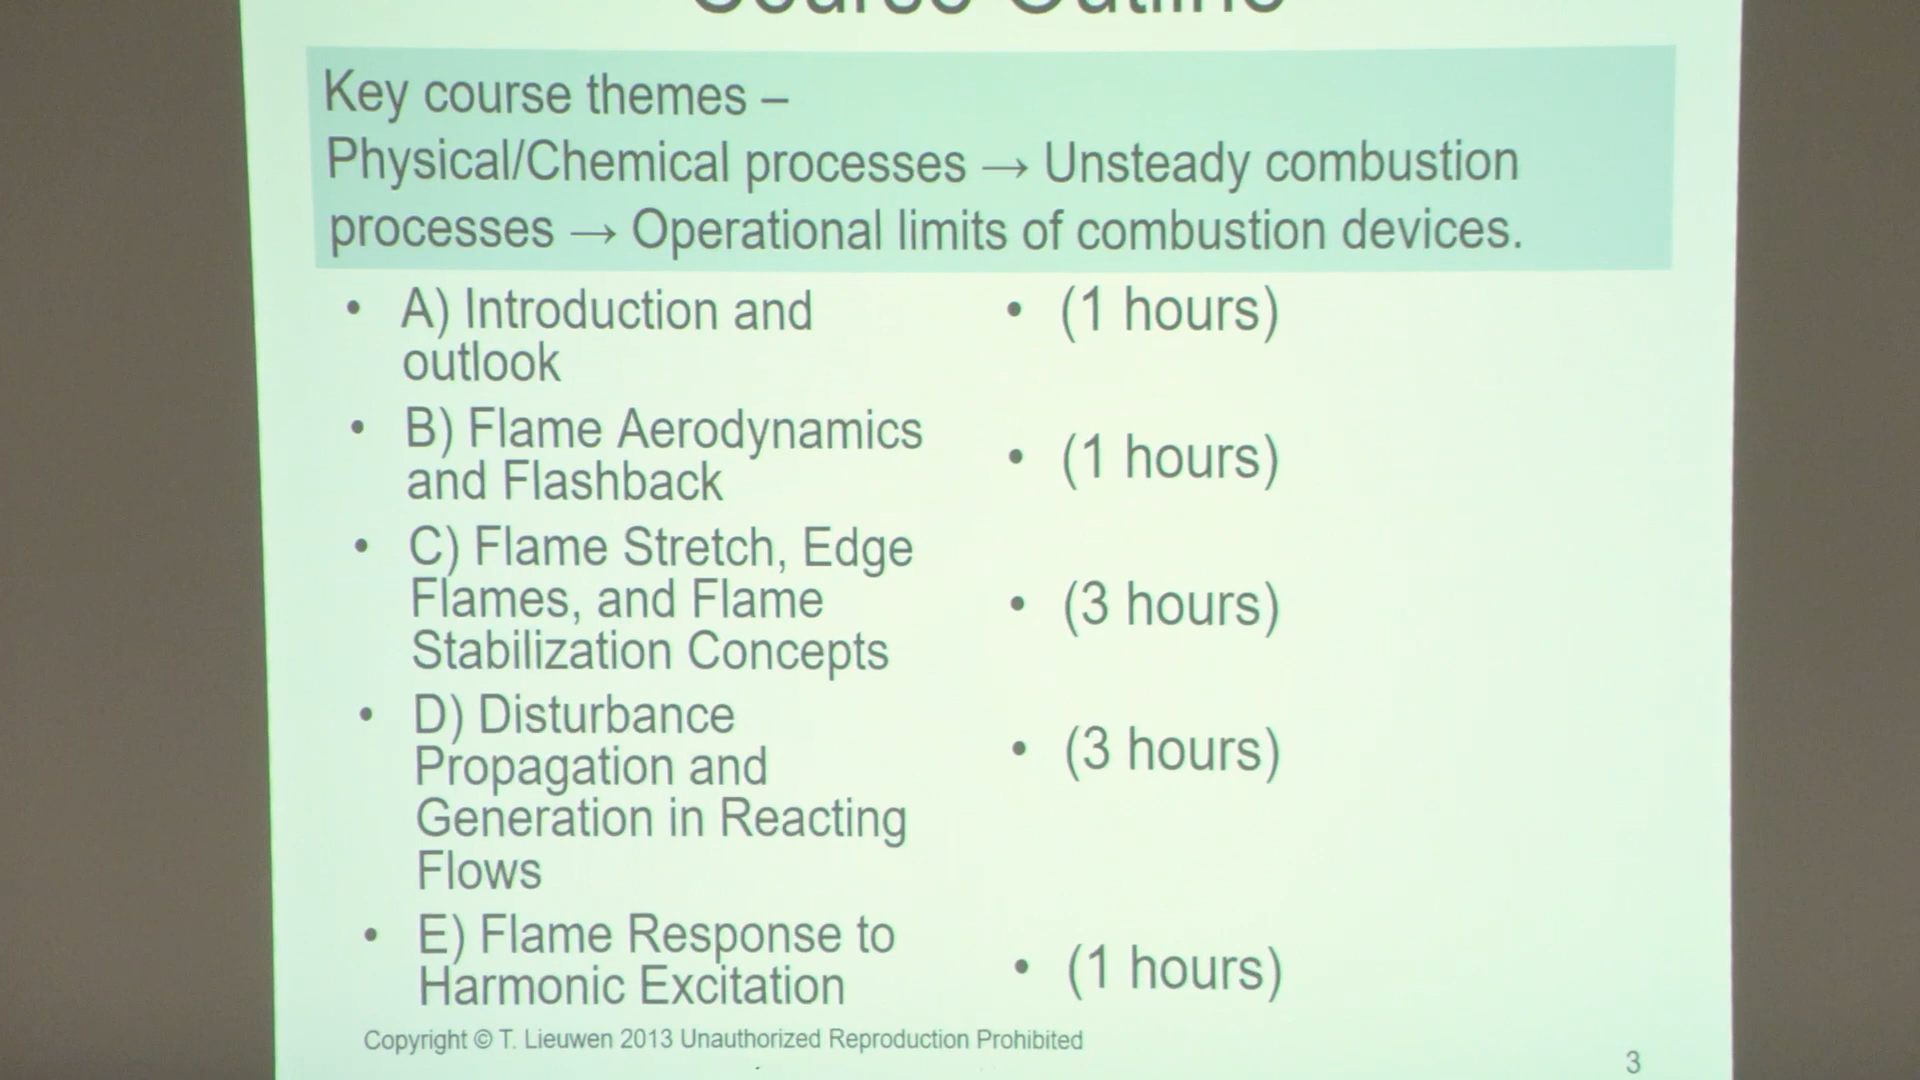 Course Outline
Key course themes –
Physical/Chemical processes → Unsteady combustion
processes → Operational limits of combustion devices.
• A) Introduction and
outlook
• (1 hours)
• B) Flame Aerodynamics
and Flashback
• (1 hours)
• C) Flame Stretch, Edge
Flames, and Flame
Stabilization Concepts
• (3 hours)
• D) Disturbance
Propagation and
Generation in Reacting
Flows
• (3 hours)
• E) Flame Response to
Harmonic Excitation
• (1 hours)
Copyright © T. Lieuwen 2013 Unauthorized Reproduction Prohibited
3